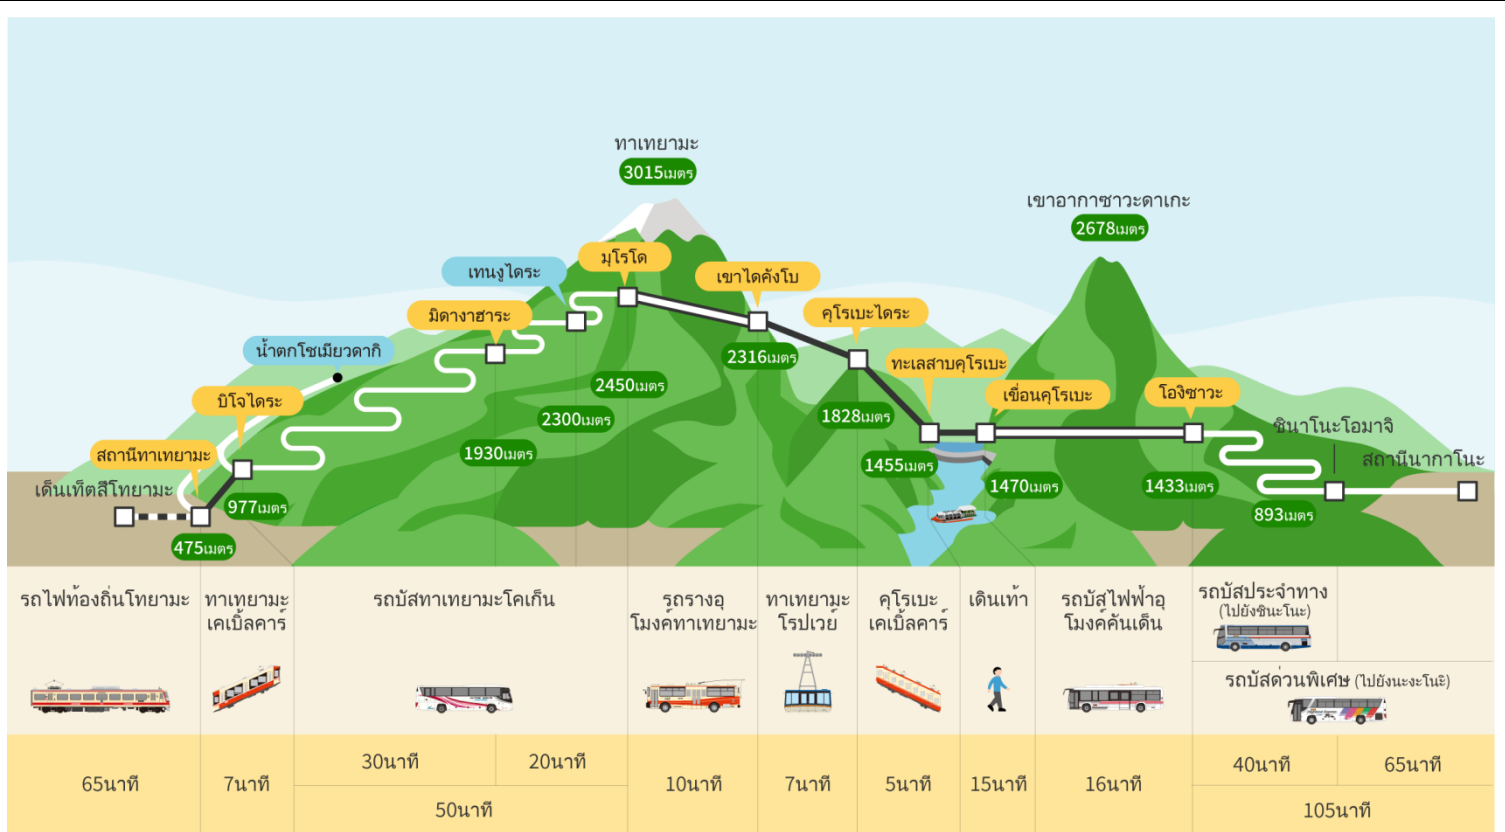 ทาเทยามะ
3015เมตร
เขาอากาซาวะดาเกะ
2678เมตร
มุโรโด
เทนงูไดระ
เขาไดคังโบ
มิดางาฮาระ
คุโรเบะไดระ
น้ำตกโชเมียวดากิ
2316เมตร
ทะเลสาบคุโรเบะ
2450เมตร
เขื่อนคุโรเบะ
โองิซาวะ
บิโจไดระ
1828เมตร
2300เมตร
ชินาโนะโอมาจิ
สถานีทาเทยามะ
1930เมตร
1455เมตร
สถานีนากาโนะ
เด็นเท็ตสึโทยามะ
1470เมตร
1433เมตร
977เมตร
893เมตร
475เมตร
รถไฟท้องถิ่นโทยามะ
ทาเทยามะ
เคเบิ้ลคาร์
รถบัสทาเทยามะโคเก็น
รถรางอุ
โมงค์ทาเทยามะ
ทาเทยามะ
โรปเวย์
คุโรเบะ
เคเบิ้ลคาร์
เดินเท้า
รถบัสไฟฟ้าอุ
โมงค์คันเด็น
รถบัสประจำทาง
(ไปยังชินะโนะ)
รถบัสด่วนพิเศษ (ไปยังนะงะโนะ)
65นาที
7นาที
30นาที
20นาที
50นาที
10นาที
7นาที
5นาที
15นาที
16นาที
40นาที
65นาที
105นาที